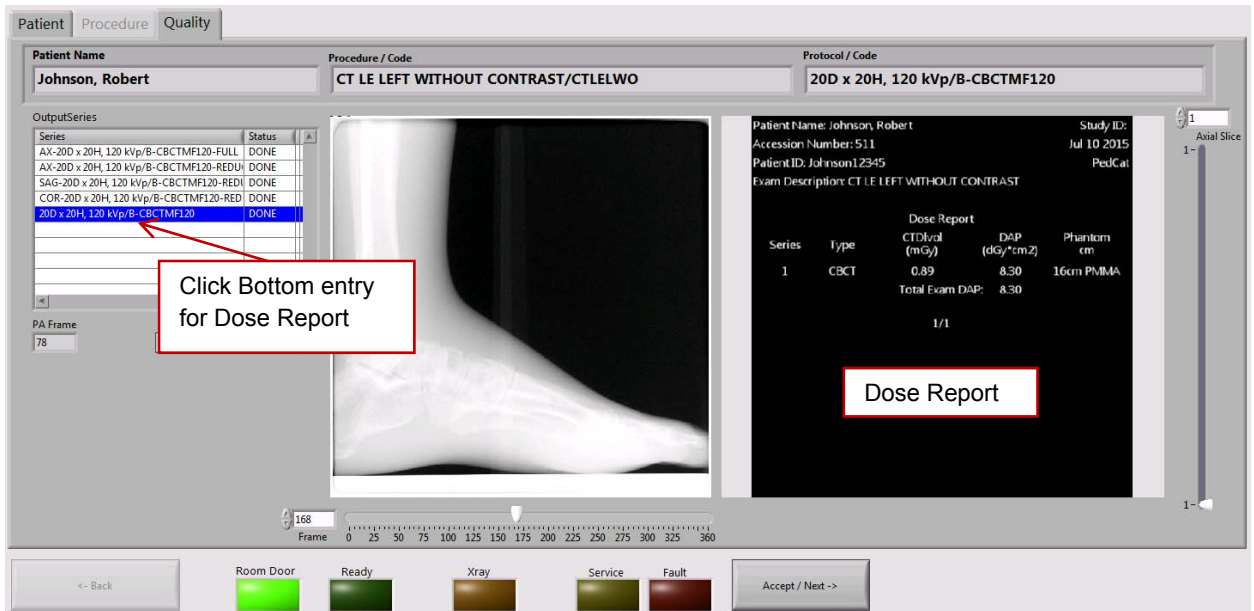 Patient Procedure Quality
Patient Name Procedure / Code Protocol / Code
Johnson, Robert CT LE LEFT WITHOUT CONTRAST/CTLELWO 20D x 20H, 120 kVp/B-CBCTMF120
OutputSeries
Series Status
AX-20D x 20H, 120 kVp/B-CBCTMF120-FULL DONE
AX-20D x 20H, 120 kVp/B-CBCTMF120-REDU DONE
SAG-20D x 20H, 120 kVp/B-CBCTMF120-REDU DONE
COR-20D x 20H, 120 kVp/B-CBCTMF120-RED DONE
20D x 20H, 120 kVp/B-CBCTMF120 DONE
Click Bottom entry
for Dose Report
PA Frame
78
Patient Name: Johnson, Robert Study ID:
Accession Number: 511 Jul 10 2015
Patient ID: Johnson12345 PedCat
Exam Description: CT LE LEFT WITHOUT CONTRAST
Dose Report
Series Type CTDIvol (mGy) DAP (dGy*cm2) Phantom cm
1 CBCT 0.89 8.30 16cm PMMA
Total Exam DAP: 8.30
1/1
Dose Report
1
Axial Slice
1-
1-
168
Frame 0 25 50 75 100 125 150 175 200 225 250 275 300 325 360
<- Back
Room Door Ready Xray Service Fault
Accept / Next ->